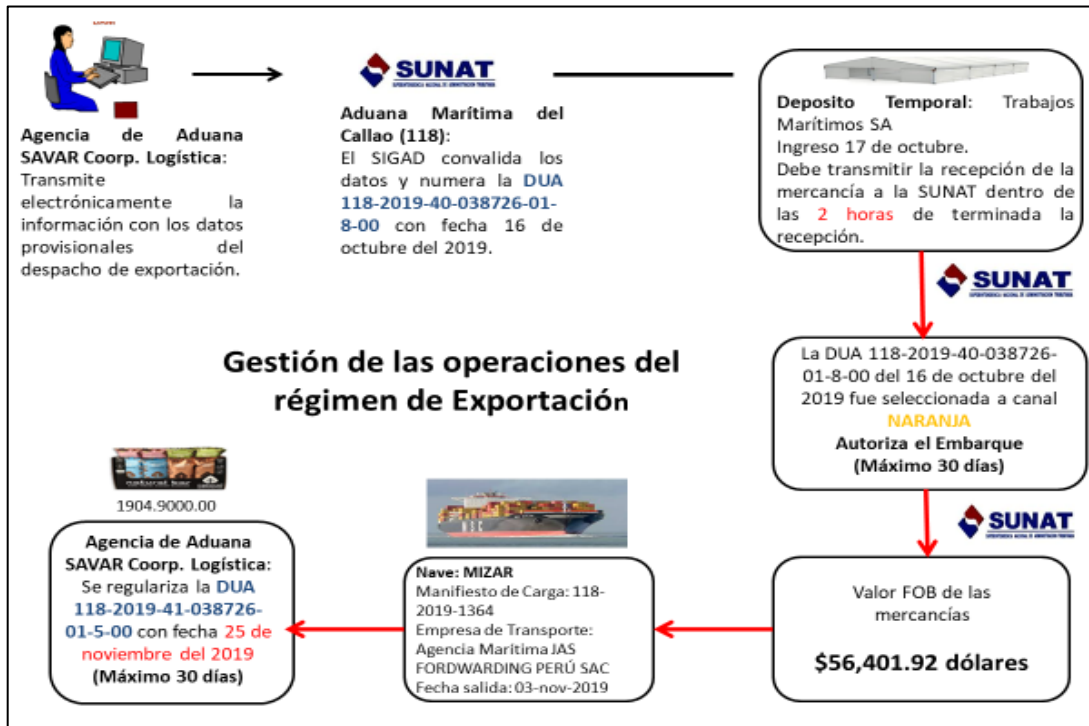 SUNAT
Agencia de Aduana
SAVAR Coorp. Logística:
Transmite
electrónicamente la
información con los datos
provisionales del
despacho de exportación.
Aduana Marítima del
Callao (118):
El SIGAD convalida los
datos y numera la DUA
118-2019-40-038726-01-
8-00 con fecha 16 de
octubre del 2019.
Deposito Temporal: Trabajos
Marítimos SA
Ingreso 17 de octubre.
Debe transmitir la recepción de la
mercancía a la SUNAT dentro de
las 2 horas de terminada la
recepción.
SUNAT
Gestión de las operaciones del
régimen de Exportación
La DUA 118-2019-40-038726-
01-8-00 del 16 de octubre del
2019 fue seleccionada a canal
NARANJA
Autoriza el Embarque
(Máximo 30 días)
SUNAT
Valor FOB de las
mercancías
$56,401.92 dólares
Nave: MIZAR
Manifiesto de Carga: 118-
2019-1364
Empresa de Transporte:
Agencia Marítima JAS
FORDWARDING PERÚ SAC
Fecha salida: 03-nov-2019
1904.9000.00
Agencia de Aduana
SAVAR Coorp. Logística:
Se regulariza la DUA
118-2019-41-038726-
01-5-00 con fecha 25 de
noviembre del 2019
(Máximo 30 días)